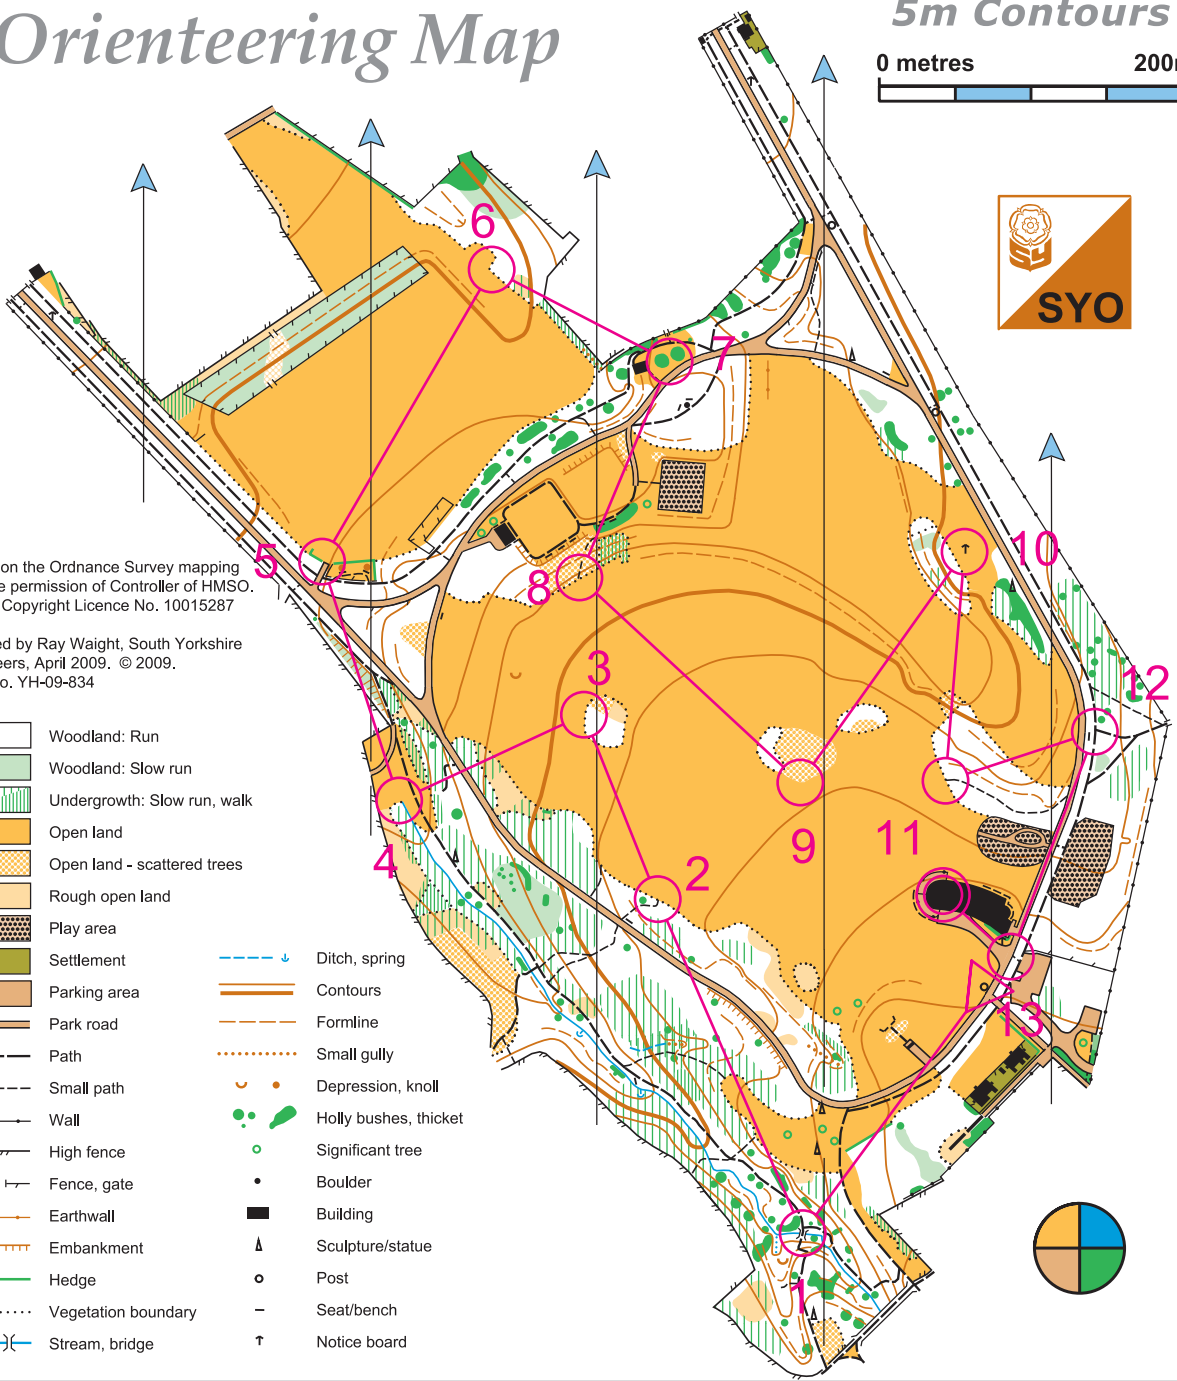 Orienteering Map
5m Contours
0 metres
SYO
6
7
5
8
10
3
12
4
2
9
11
13
1
on the Ordnance Survey mapping
permission of Controller of HMSO.
Copyright Licence No. 10015287
by Ray Waight, South Yorkshire
April 2009. © 2009.
YH-09-834
Woodland: Run
Woodland: Slow run
Undergrowth: Slow run, walk
Open land
Open land - scattered trees
Rough open land
Play area
Settlement
Parking area
Park road
Path
Small path
Wall
High fence
Fence, gate
Earthwall
Embankment
Hedge
Vegetation boundary
Stream, bridge
Ditch, spring
Contours
Formline
Small gully
Depression, knoll
Holly bushes, thicket
Significant tree
Boulder
Building
Sculpture/statue
Post
Seat/bench
Notice board